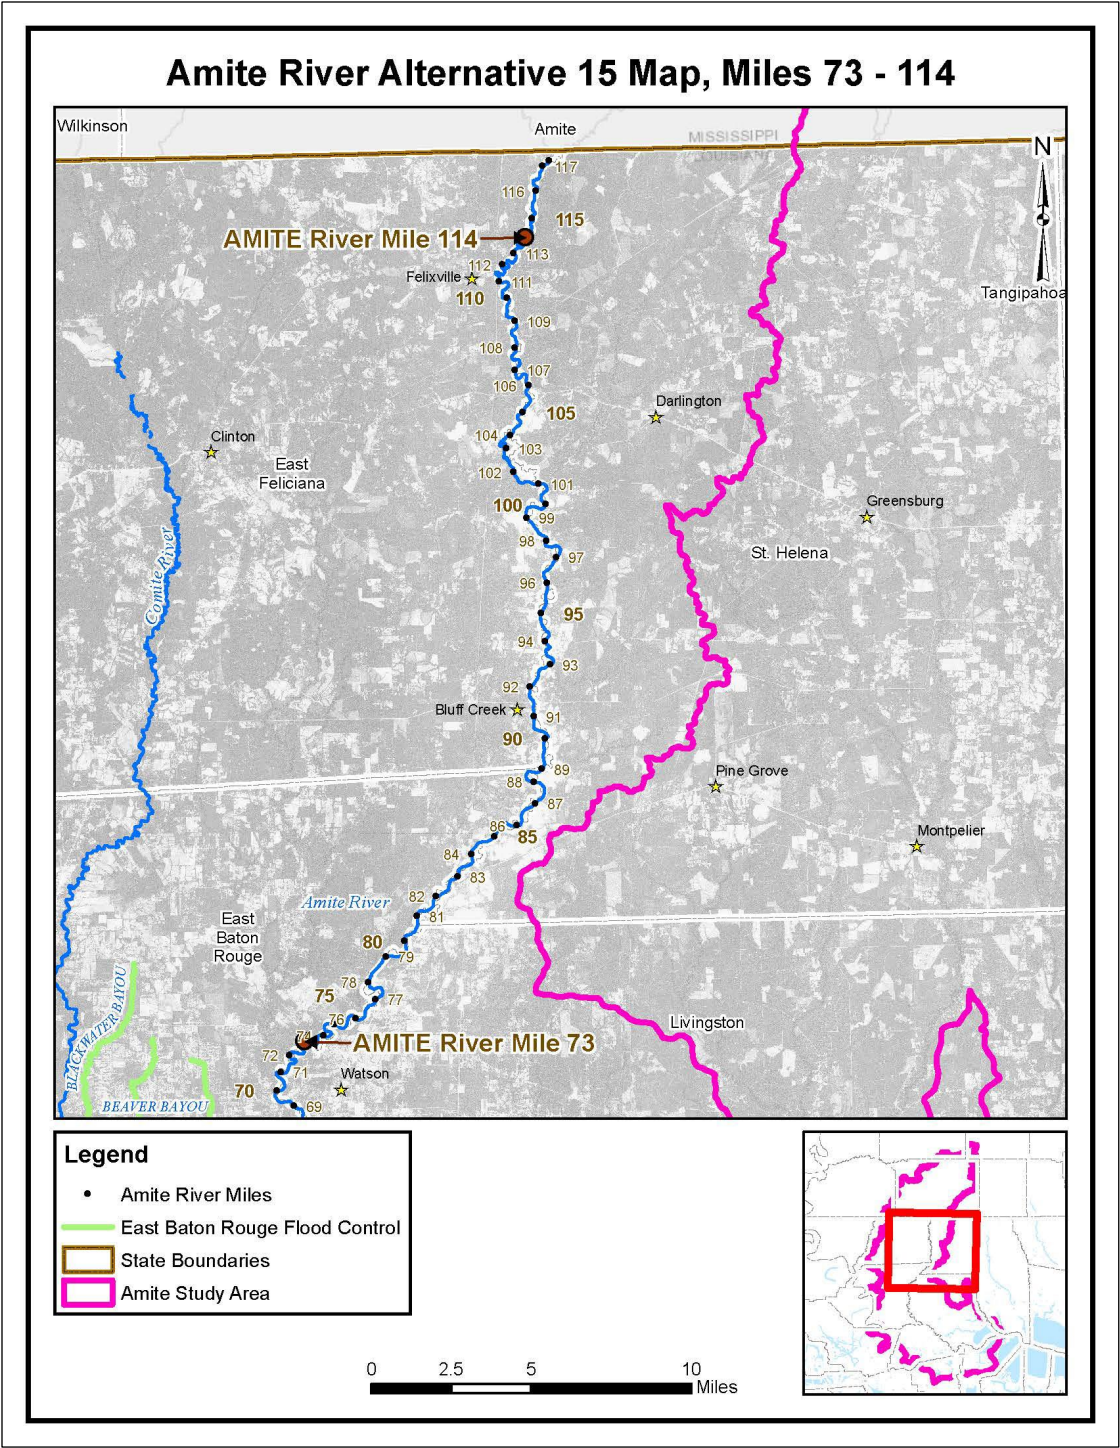 Amite River Alternative 15 Map, Miles 73 - 114
Wilkinson
Amite
MISSISSIPPI
LOUISIANA
N
117
116
115
AMITE River Mile 114
113
112
Felixville
111
110
Tangipahoa
109
108
107
106
Darlington
105
Clinton
104
103
East
Feliciana
102
101
100
Greensburg
99
98
St. Helena
97
Comite River
96
95
94
93
92
Bluff Creek
91
90
89
Pine Grove
88
87
86
85
Montpelier
84
83
82
Amite River
81
East
Baton
Rouge
80
79
78
77
75
76
BLACKWATER BAYOU
Livingston
74
AMITE River Mile 73
72
71
Watson
70
BEAVER BAYOU
69
Legend
Amite River Miles
East Baton Rouge Flood Control
State Boundaries
Amite Study Area
0 2.5 5 10
Miles